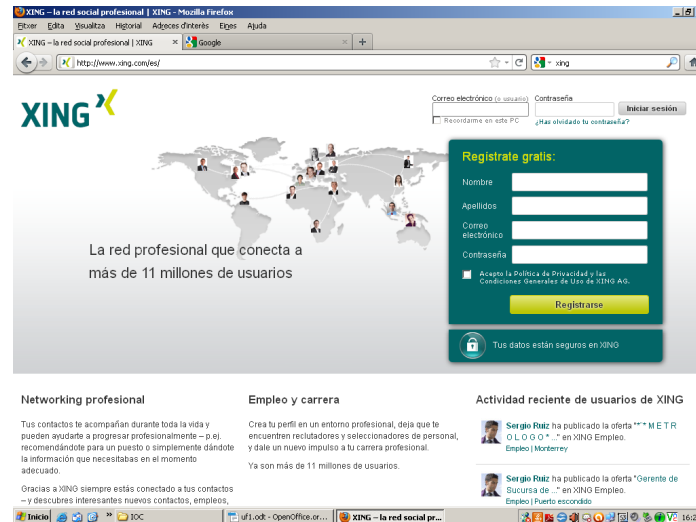 XING – la red social profesional | XING - Mozilla Firefox
Fitxer Edita Visualitza Historial Adreces d'interès Eines Ajuda
XING – la red social profesional | XING × Google × +
http://www.xing.com/es/ xing
XING
Correo electrónico (o usuario) Contraseña
Iniciar sesión
Recordarme en este PC ¿Has olvidado tu contraseña?
Regístrate gratis:
Nombre
Apellidos
Correo
electrónico
Contraseña
Acepto la Política de Privacidad y las
Condiciones Generales de Uso de XING AG.
Registrarse
Tus datos están seguros en XING
La red profesional que conecta a
más de 11 millones de usuarios
Networking profesional
Tus contactos te acompañan durante toda la vida y
pueden ayudarte a progresar profesionalmente – p.ej.
recomendándote para un puesto o simplemente dándote
la información que necesitabas en el momento
adecuado.
Gracias a XING siempre estás conectado a tus contactos
– y descubres interesantes nuevos contactos, empleos,
Empleo y carrera
Crea tu perfil en un entorno profesional, deja que te
encuentren reclutadores y seleccionadores de personal,
y dale un nuevo impulso a tu carrera profesional.
Ya son más de 11 millones de usuarios.
Actividad reciente de usuarios de XING
Sergio Ruiz ha publicado la oferta "*¨* M E T R
O L O G O * ..." en XING Empleo.
Empleo | Monterrey
Sergio Ruiz ha publicado la oferta "Gerente de
Sucursa de ..." en XING Empleo.
Empleo | Puerto escondido
Inicio » IOC uf1.odt - OpenOffice.or... XING – la red social pr...